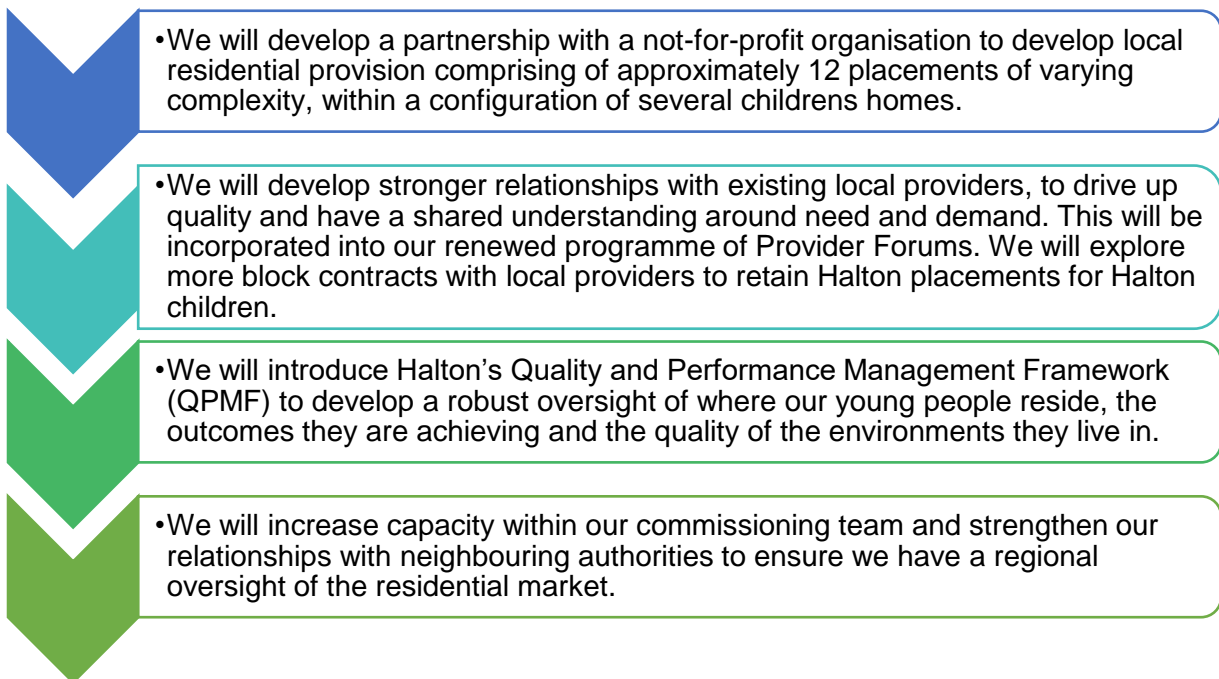 •We will develop a partnership with a not-for-profit organisation to develop local
residential provision comprising of approximately 12 placements of varying
complexity, within a configuration of several childrens homes.
•We will develop stronger relationships with existing local providers, to drive up
quality and have a shared understanding around need and demand. This will be
incorporated into our renewed programme of Provider Forums. We will explore
more block contracts with local providers to retain Halton placements for Halton
children.
•We will introduce Halton’s Quality and Performance Management Framework
(QPMF) to develop a robust oversight of where our young people reside, the
outcomes they are achieving and the quality of the environments they live in.
•We will increase capacity within our commissioning team and strengthen our
relationships with neighbouring authorities to ensure we have a regional
oversight of the residential market.